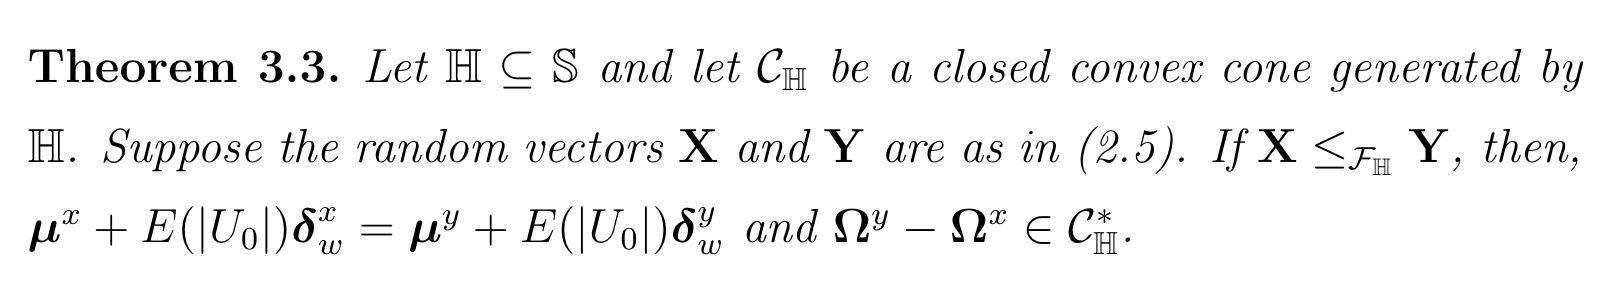 Theorem 3.3. Let ℍ ⊆ 𝕊 and let 𝒞_ℍ be a closed convex cone generated by
ℍ. Suppose the random vectors 𝐗 and 𝐘 are as in (2.5). If 𝐗 ≤_{ℱ_ℍ} 𝐘, then,
𝝁^x + E(|U_0|)𝜹_w^x = 𝝁^y + E(|U_0|)𝜹_w^y and 𝛀^y − 𝛀^x ∈ 𝒞_ℍ^*.